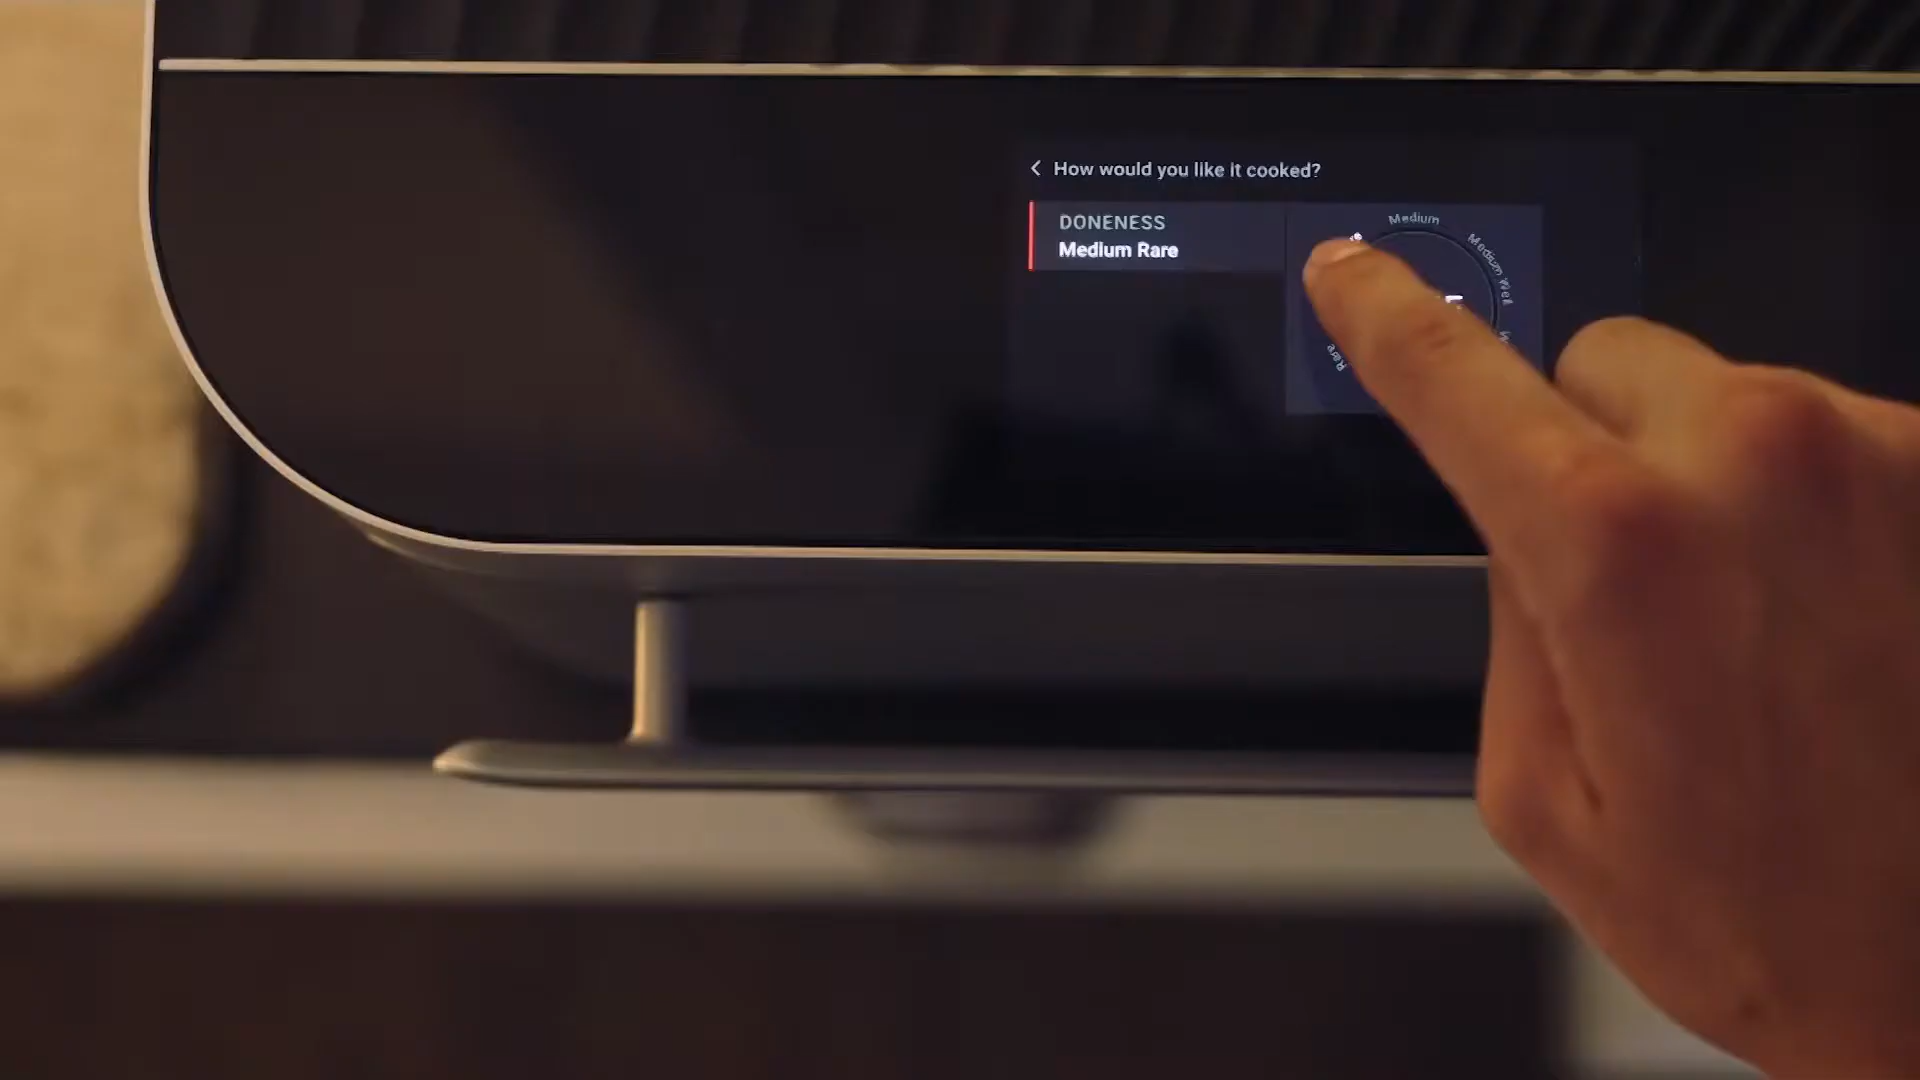 How would you like it cooked?
DONENESS
Medium Rare
Medium
Medium Well
Rare